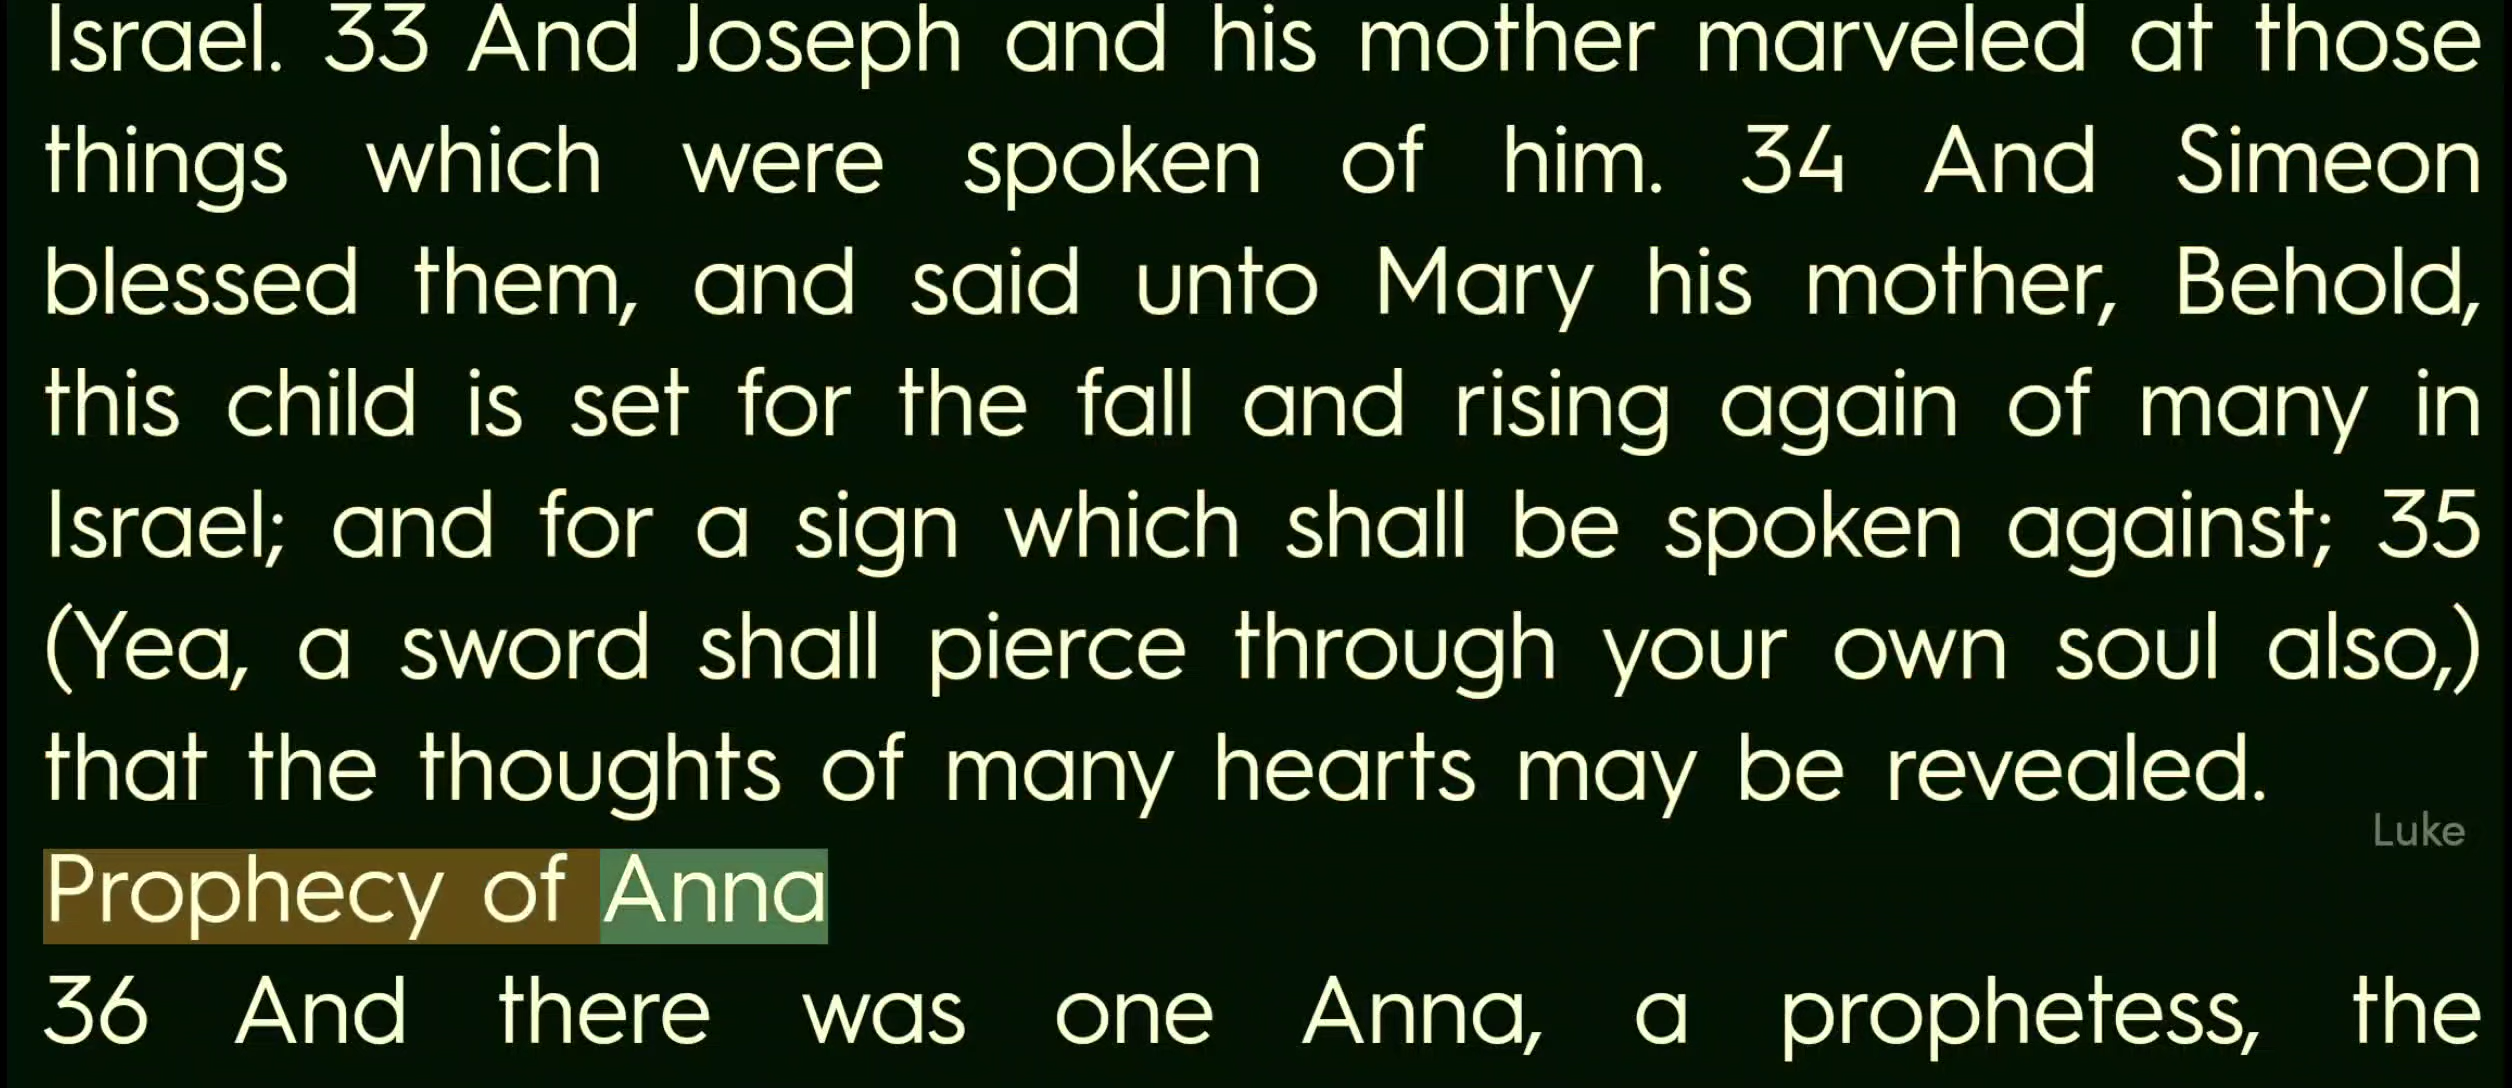 Israel. 33 And Joseph and his mother marveled at those
things which were spoken of him. 34 And Simeon
blessed them, and said unto Mary his mother, Behold,
this child is set for the fall and rising again of many in
Israel; and for a sign which shall be spoken against; 35
(Yea, a sword shall pierce through your own soul also,)
that the thoughts of many hearts may be revealed.
Luke
Prophecy of Anna
36 And there was one Anna, a prophetess, the